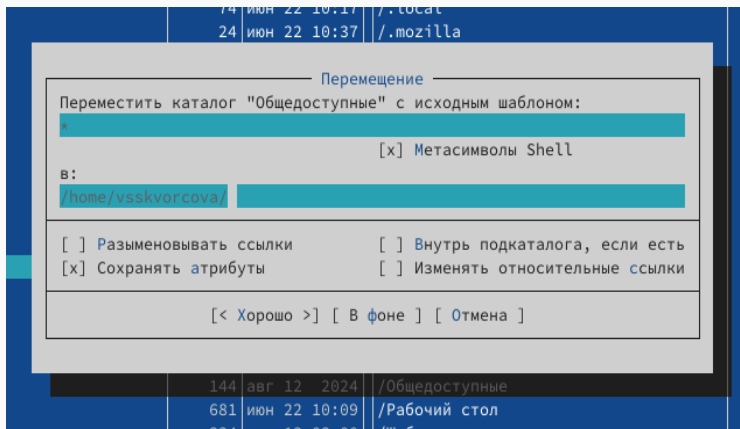 74 июн 22 10:17 /.local
24 июн 22 10:37 /.mozilla
Перемещение
Переместить каталог "Общедоступные" с исходным шаблоном:
*
[x] Метасимволы Shell
в:
/home/vsskvorcova/
[ ] Разыменовывать ссылки [ ] Внутрь подкаталога, если есть
[x] Сохранять атрибуты [ ] Изменять относительные ссылки
[< Хорошо >] [ В фоне ] [ Отмена ]
144 авг 12 2024 /Общедоступные
681 июн 22 10:09 /Рабочий стол